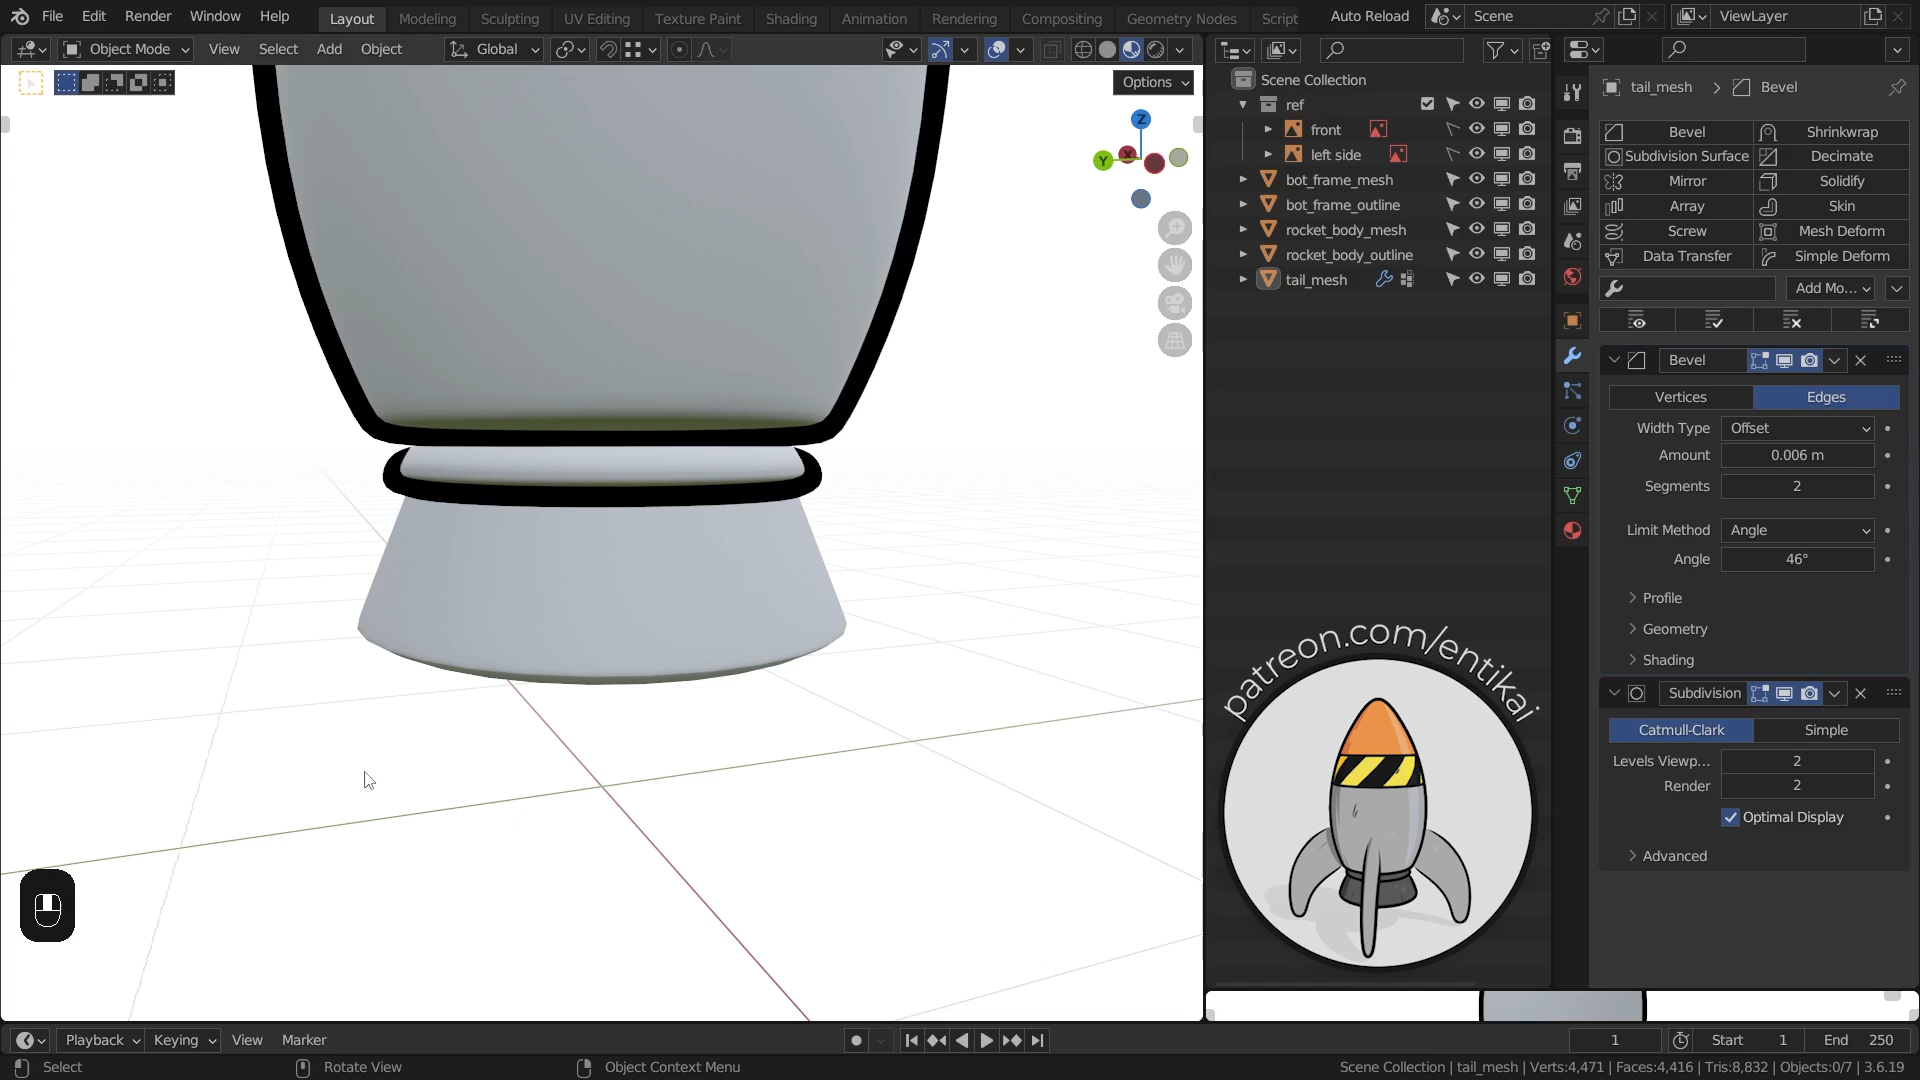 File Edit Render Window Help Layout Modeling Sculpting UV Editing Texture Paint Shading Animation Rendering Compositing Geometry Nodes Script Auto Reload Scene ViewLayer
Object Mode View Select Add Object Global
Options
Z
X
Y
Scene Collection
ref
front
left side
bot_frame_mesh
bot_frame_outline
rocket_body_mesh
rocket_body_outline
tail_mesh
patreon.com/entikai
tail_mesh > Bevel
Bevel Shrinkwrap
Subdivision Surface Decimate
Mirror Solidify
Array Skin
Screw Mesh Deform
Data Transfer Simple Deform
Add Mo...
Bevel
Vertices Edges
Width Type Offset
Amount 0.006 m
Segments 2
Limit Method Angle
Angle 46°
Profile
Geometry
Shading
Subdivision
Catmull-Clark Simple
Levels Viewp... 2
Render 2
Optimal Display
Advanced
Playback Keying View Marker 1 Start 1 End 250
Select Rotate View Object Context Menu Scene Collection | tail_mesh | Verts:4,471 | Faces:4,416 | Tris:8,832 | Objects:0/7 | 3.6.19